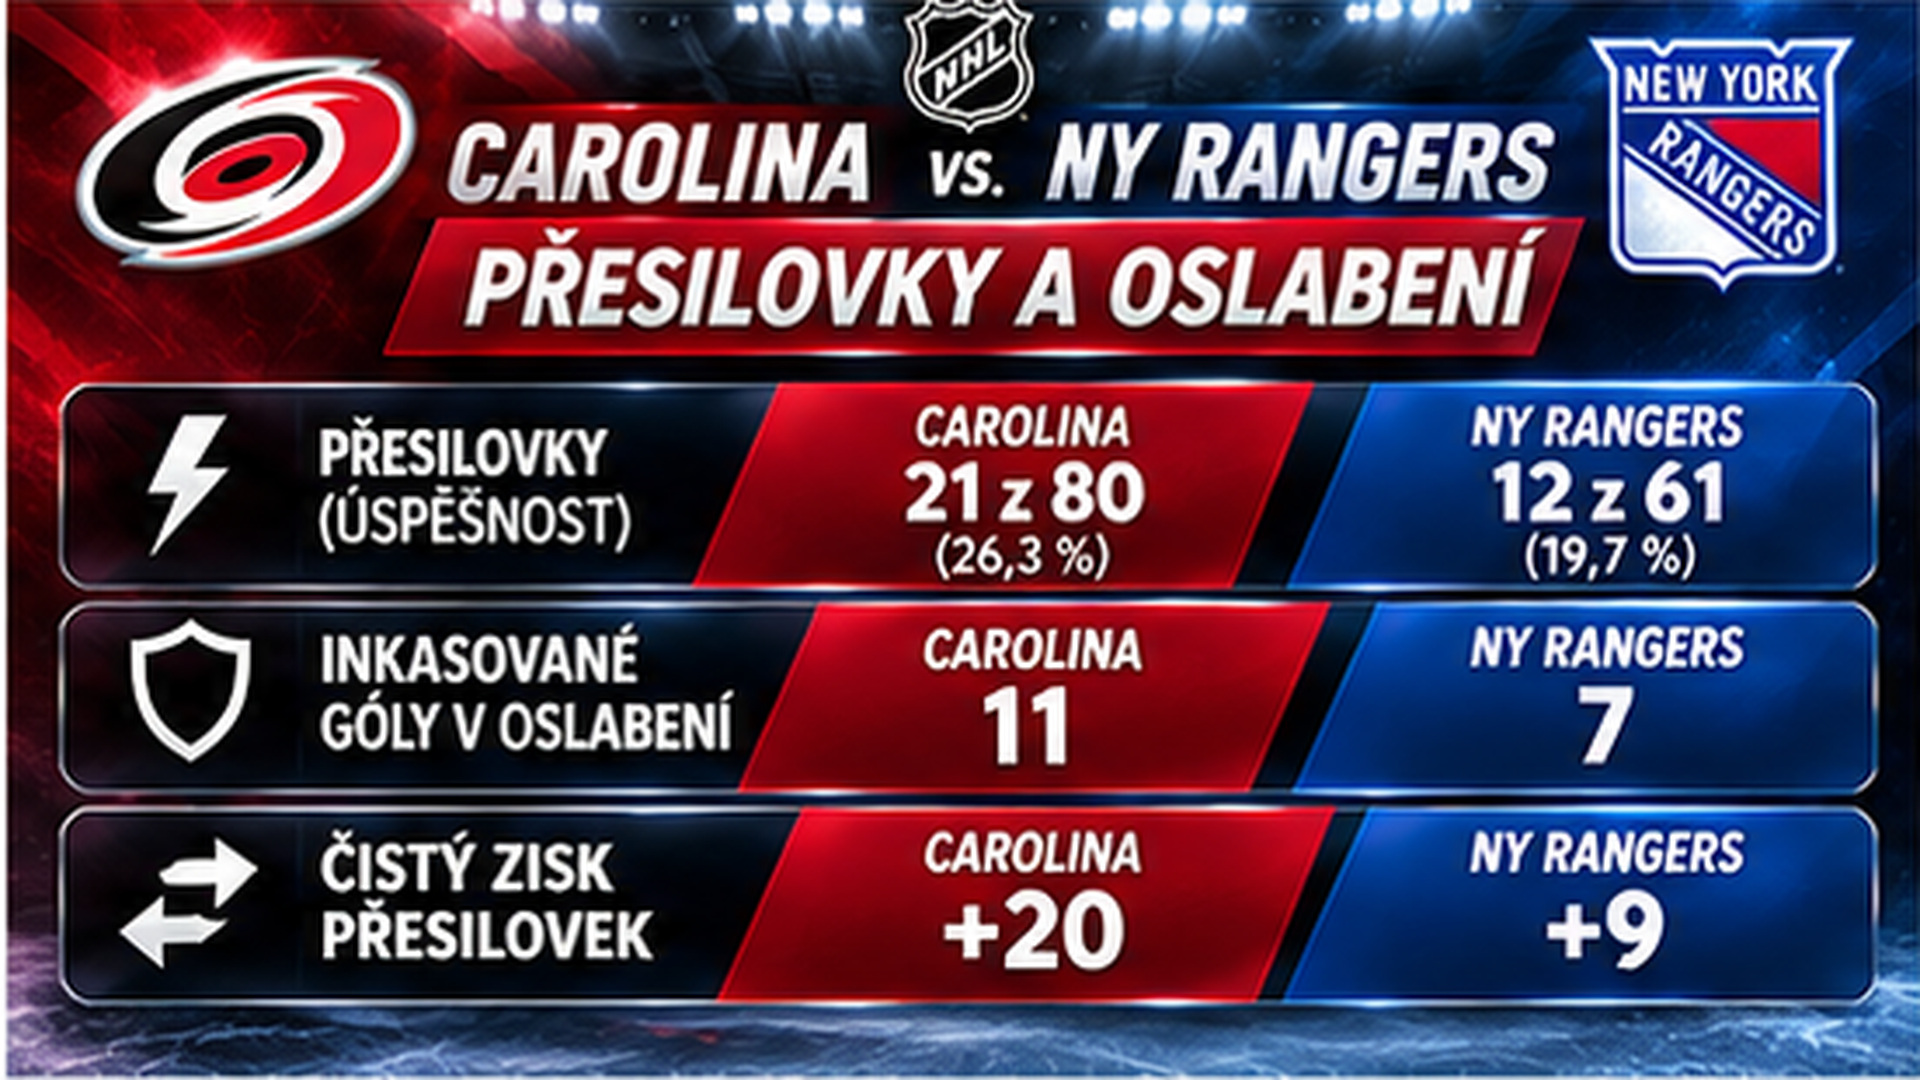 NHL
NEW YORK
RANGERS
CAROLINA VS. NY RANGERS
PŘESILOVKY A OSLABENÍ
PŘESILOVKY
(ÚSPĚŠNOST)
CAROLINA
21 z 80
(26,3 %)
NY RANGERS
12 z 61
(19,7 %)
INKASOVANÉ
GÓLY V OSLABENÍ
CAROLINA
11
NY RANGERS
7
ČISTÝ ZISK
PŘESILOVEK
CAROLINA
+20
NY RANGERS
+9